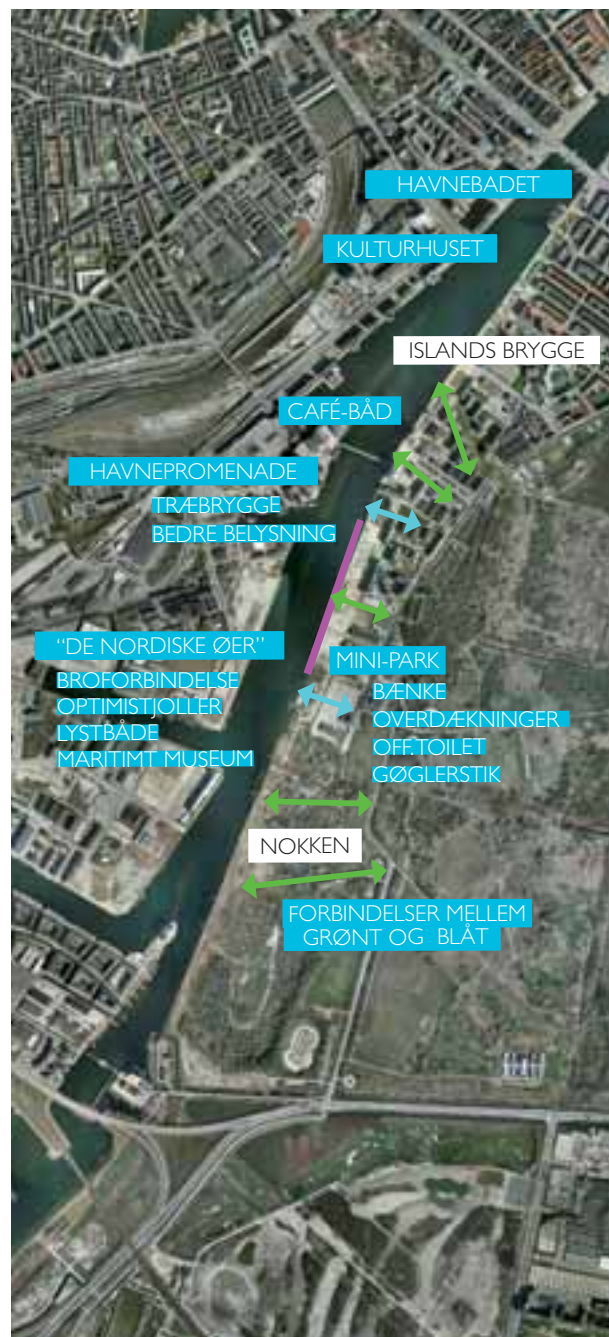 HAVNEBADET
KULTURHUSET
ISLANDS BRYGGE
CAFÉ-BÅD
HAVNEPROMENADE
TRÆBRYGGE
BEDRE BELYSNING
"DE NORDISKE ØER"
BROFORBINDELSE
OPTIMISTJOLLER
LYSTBÅDE
MARITIMT MUSEUM
MINI-PARK
BÆNKE
OVERDÆKNINGER
OFF.TOILET
GØGLERSTIK
NOKKEN
FORBINDELSER MELLEM
GRØNT OG BLÅT